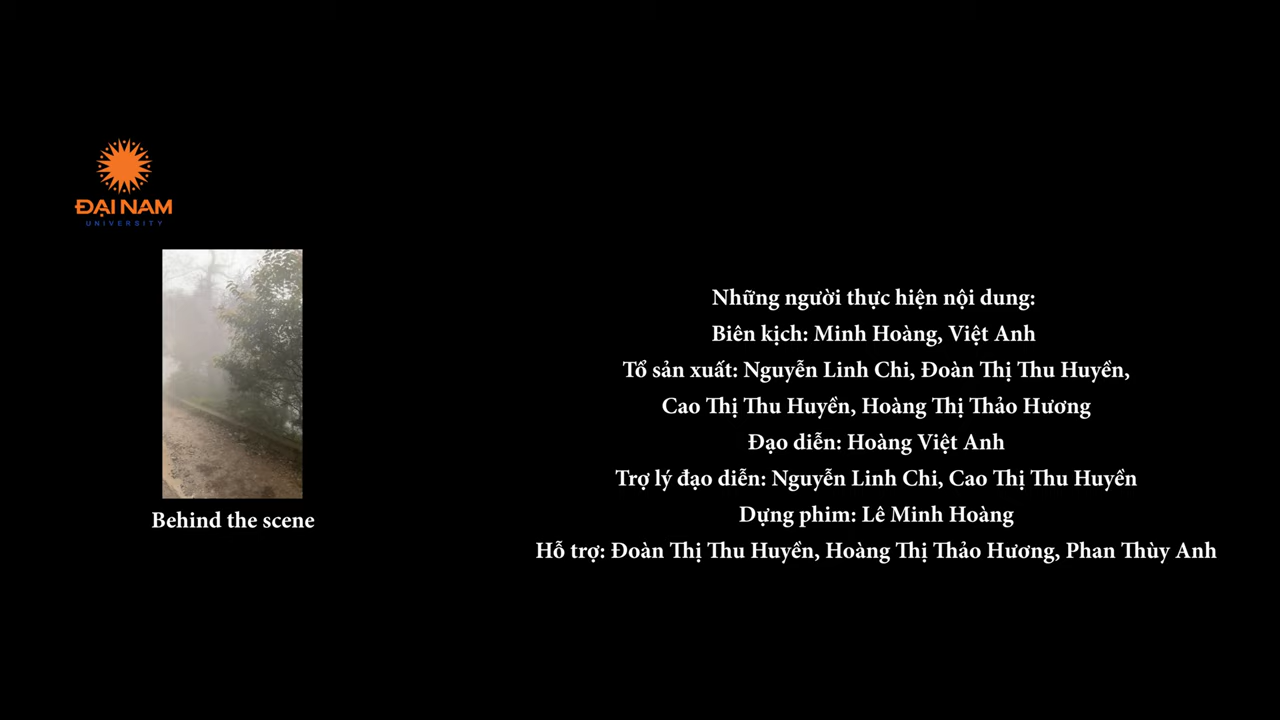 ĐẠI NAM
UNIVERSITY
Behind the scene
Những người thực hiện nội dung:
Biên kịch: Minh Hoàng, Việt Anh
Tổ sản xuất: Nguyễn Linh Chi, Đoàn Thị Thu Huyền,
Cao Thị Thu Huyền, Hoàng Thị Thảo Hương
Đạo diễn: Hoàng Việt Anh
Trợ lý đạo diễn: Nguyễn Linh Chi, Cao Thị Thu Huyền
Dựng phim: Lê Minh Hoàng
Hỗ trợ: Đoàn Thị Thu Huyền, Hoàng Thị Thảo Hương, Phan Thùy Anh